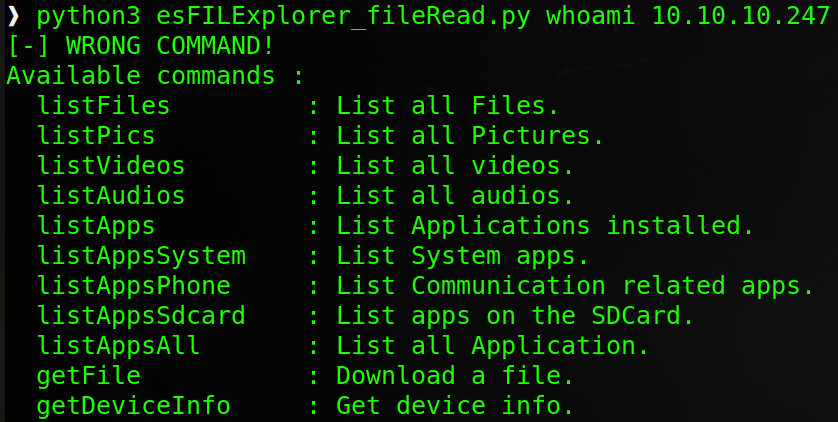 ❯ python3 esFILExplorer_fileRead.py whoami 10.10.10.247
[-] WRONG COMMAND!
Available commands :
  listFiles         : List all Files.
  listPics          : List all Pictures.
  listVideos        : List all videos.
  listAudios        : List all audios.
  listApps          : List Applications installed.
  listAppsSystem    : List System apps.
  listAppsPhone     : List Communication related apps.
  listAppsSdcard    : List apps on the SDCard.
  listAppsAll       : List all Application.
  getFile           : Download a file.
  getDeviceInfo     : Get device info.